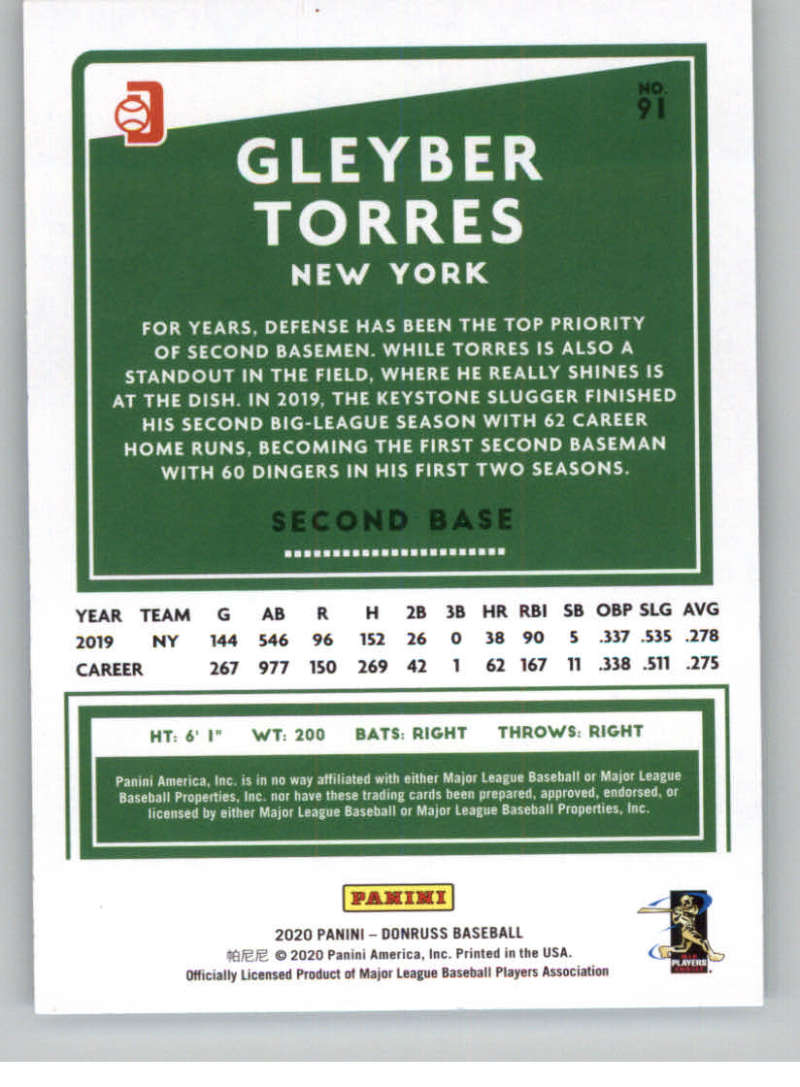 NO.
91
GLEYBER
TORRES
NEW YORK
FOR YEARS, DEFENSE HAS BEEN THE TOP PRIORITY
OF SECOND BASEMEN. WHILE TORRES IS ALSO A
STANDOUT IN THE FIELD, WHERE HE REALLY SHINES IS
AT THE DISH. IN 2019, THE KEYSTONE SLUGGER FINISHED
HIS SECOND BIG-LEAGUE SEASON WITH 62 CAREER
HOME RUNS, BECOMING THE FIRST SECOND BASEMAN
WITH 60 DINGERS IN HIS FIRST TWO SEASONS.
SECOND BASE
YEAR TEAM G AB R H 2B 3B HR RBI SB OBP SLG AVG
2019 NY 144 546 96 152 26 0 38 90 5 .337 .535 .278
CAREER 267 977 150 269 42 1 62 167 11 .338 .511 .275
HT: 6' 1" WT: 200 BATS: RIGHT THROWS: RIGHT
Panini America, Inc. is in no way affiliated with either Major League Baseball or Major League
Baseball Properties, Inc. nor have these trading cards been prepared, approved, endorsed, or
licensed by either Major League Baseball or Major League Baseball Properties, Inc.
PANINI
2020 PANINI – DONRUSS BASEBALL
帕尼尼 © 2020 Panini America, Inc. Printed in the USA.
Officially Licensed Product of Major League Baseball Players Association
PLAYERS